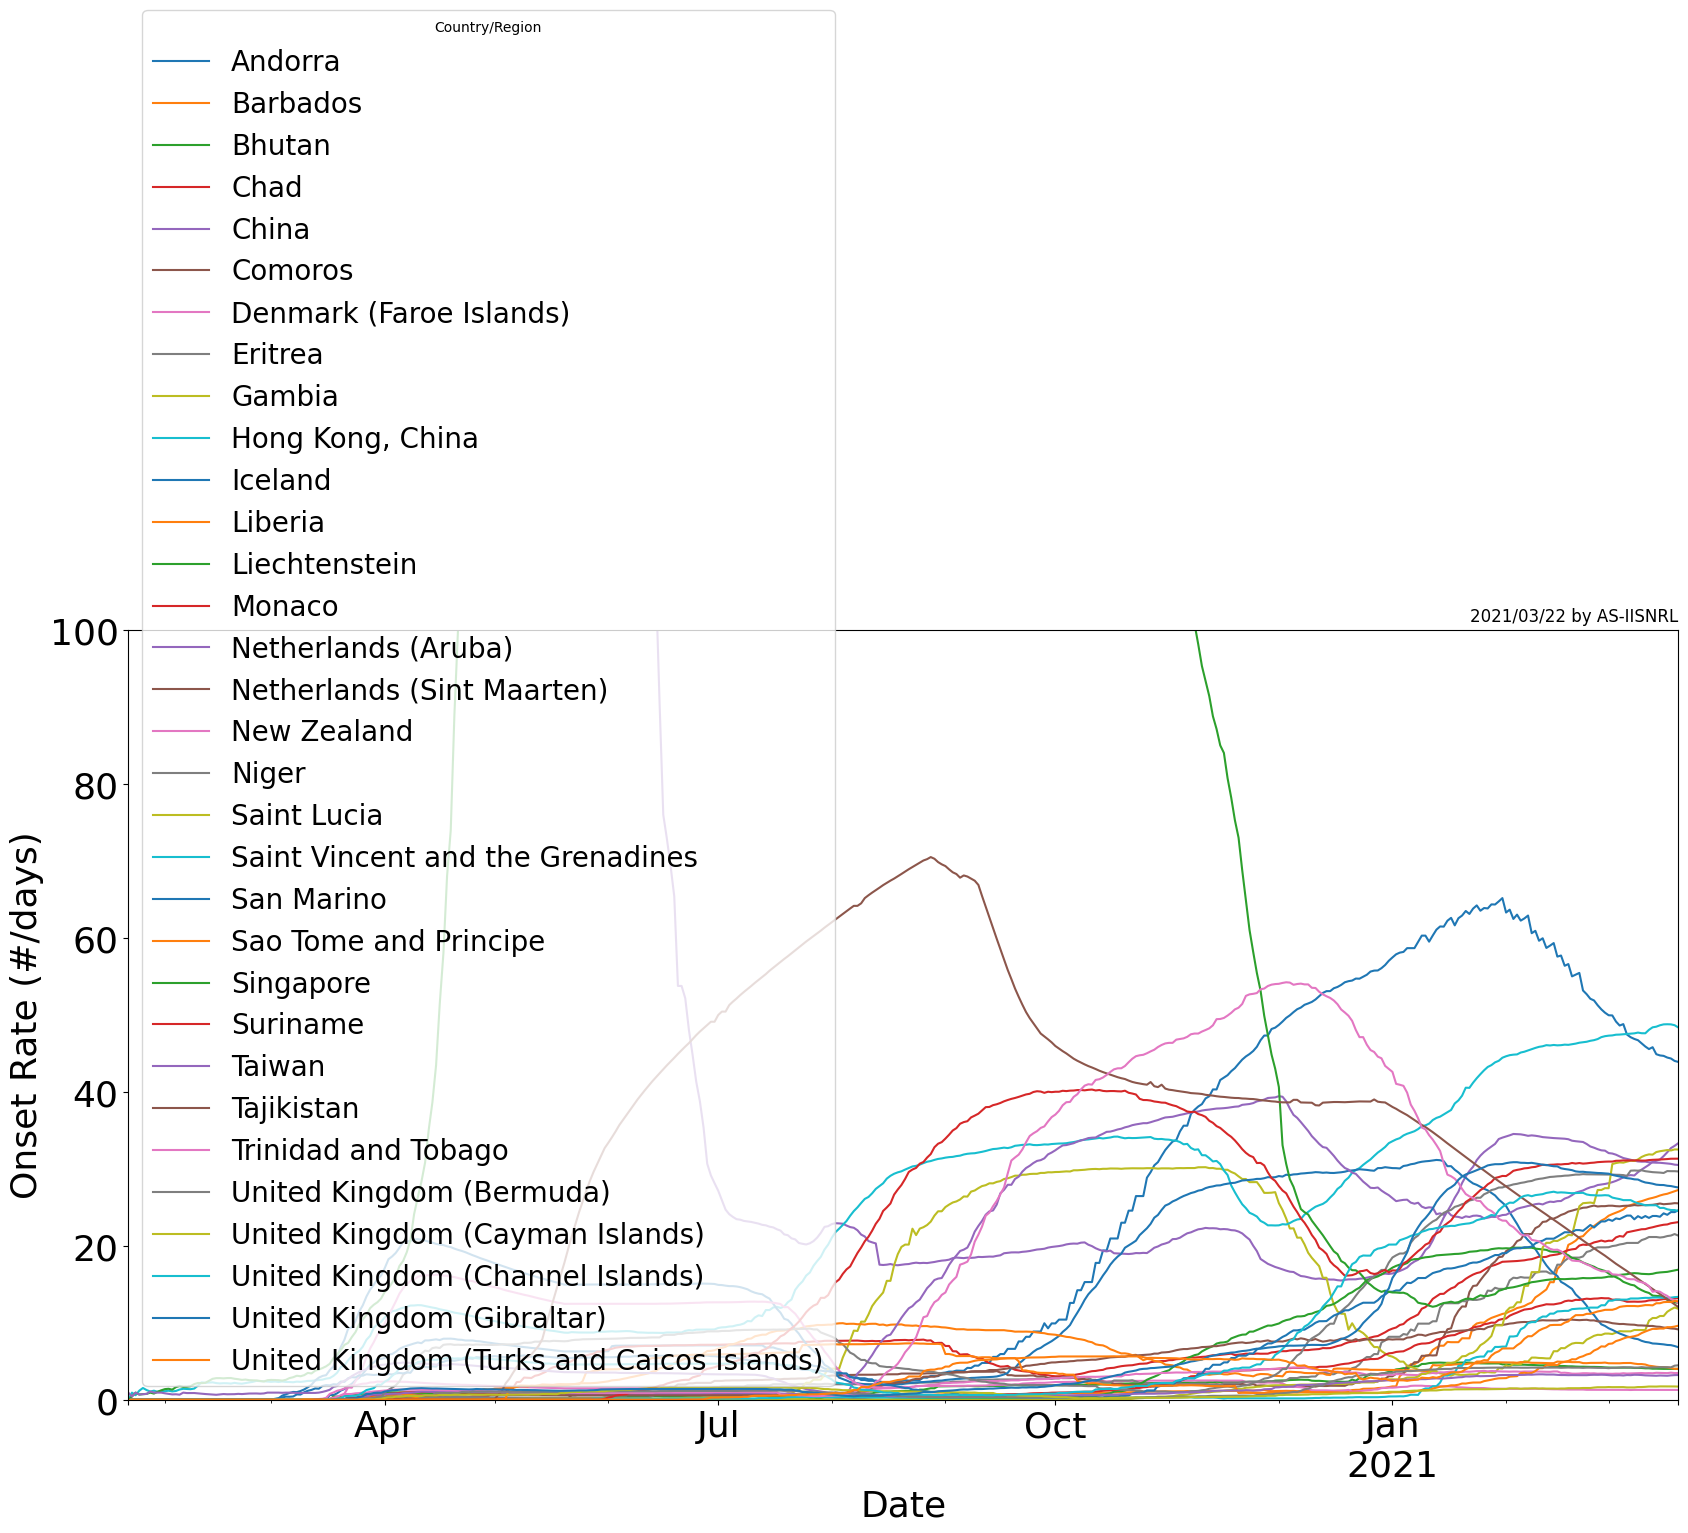 Country/Region
Andorra
Barbados
Bhutan
Chad
China
Comoros
Denmark (Faroe Islands)
Eritrea
Gambia
Hong Kong, China
Iceland
Liberia
Liechtenstein
Monaco
Netherlands (Aruba)
Netherlands (Sint Maarten)
New Zealand
Niger
Saint Lucia
Saint Vincent and the Grenadines
San Marino
Sao Tome and Principe
Singapore
Suriname
Taiwan
Tajikistan
Trinidad and Tobago
United Kingdom (Bermuda)
United Kingdom (Cayman Islands)
United Kingdom (Channel Islands)
United Kingdom (Gibraltar)
United Kingdom (Turks and Caicos Islands)
2021/03/22 by AS-IISNRL
Onset Rate (#/days)
100
80
60
40
20
0
Apr
Jul
Oct
Jan
2021
Date